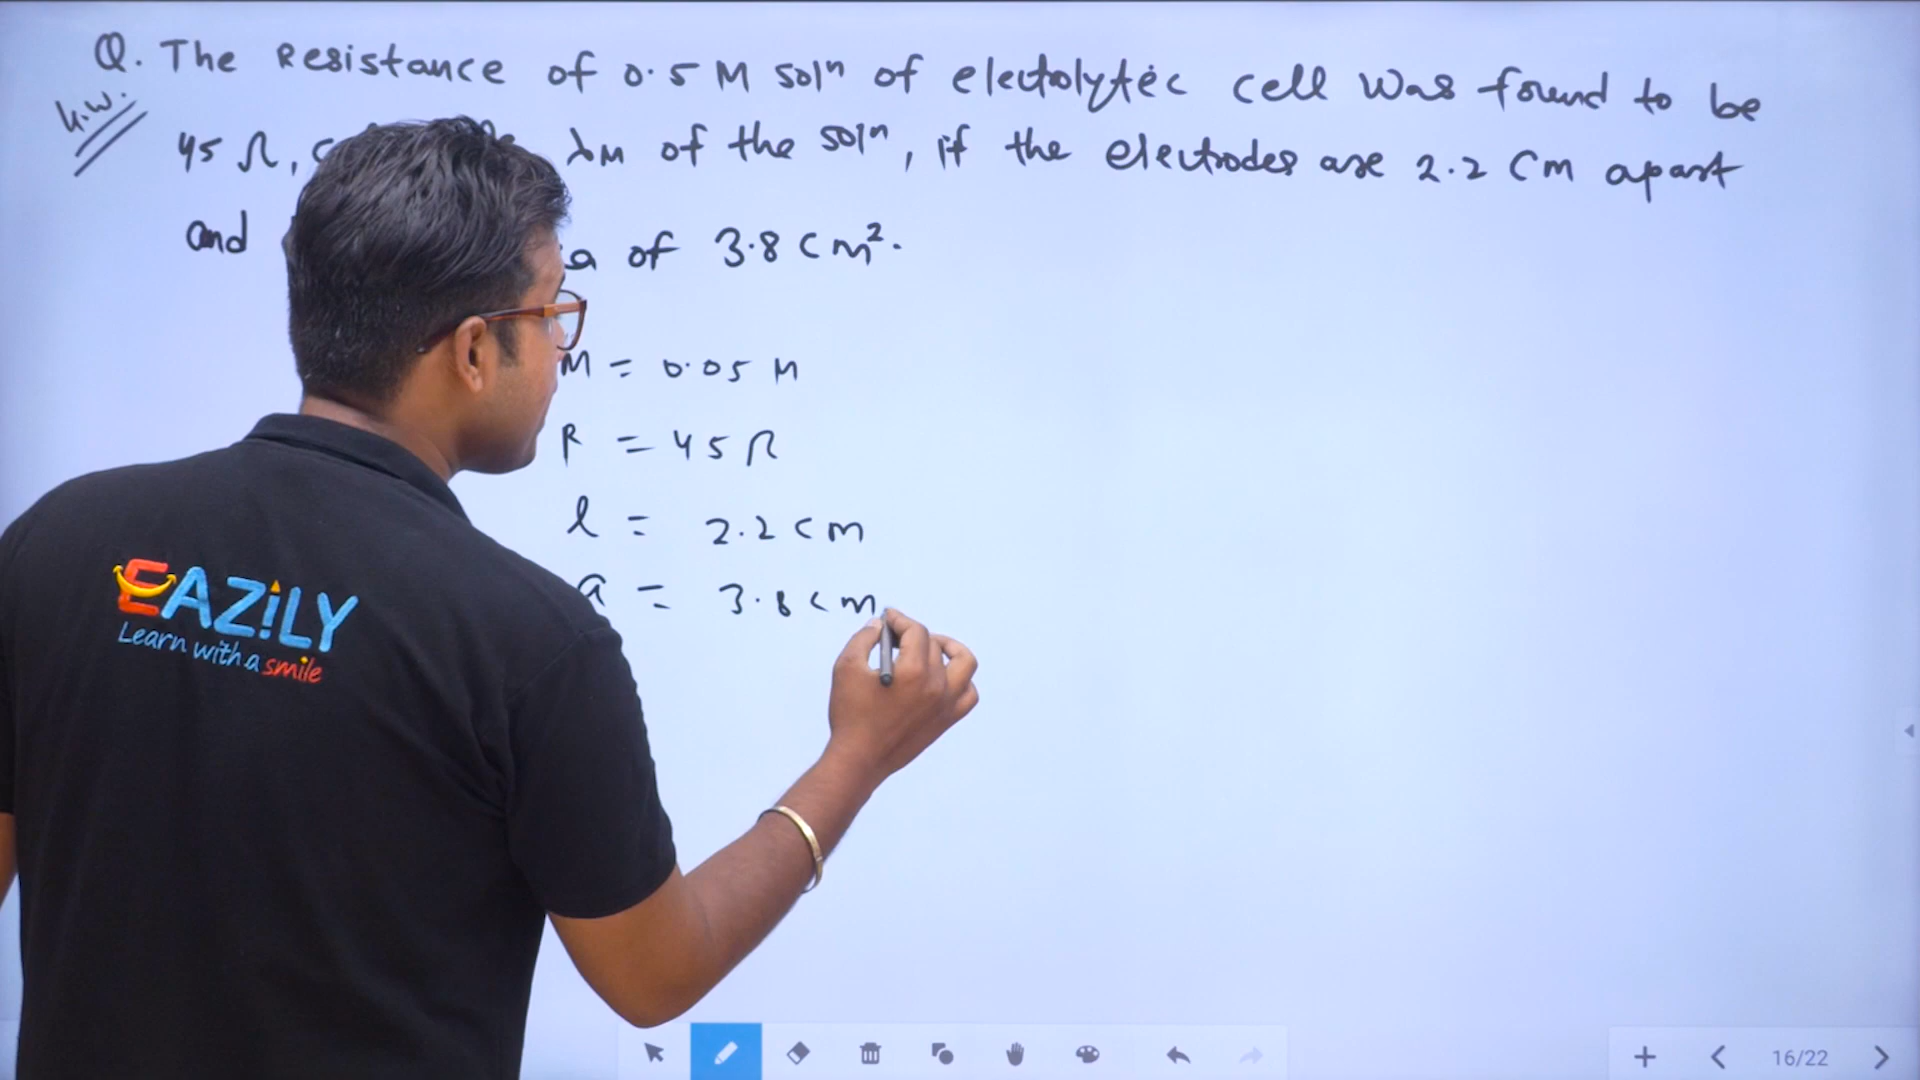 Q. The Resistance of 0.5 M solⁿ of electolytic cell was found to be
H.W.
45 Ω, λM of the solⁿ, if the electrodes are 2.2 cm apart
and of 3.8 cm².
M = 0.05 M
R = 45 Ω
l = 2.2 cm
a = 3.8 cm
EAZiLY
Learn with a smile
16/22